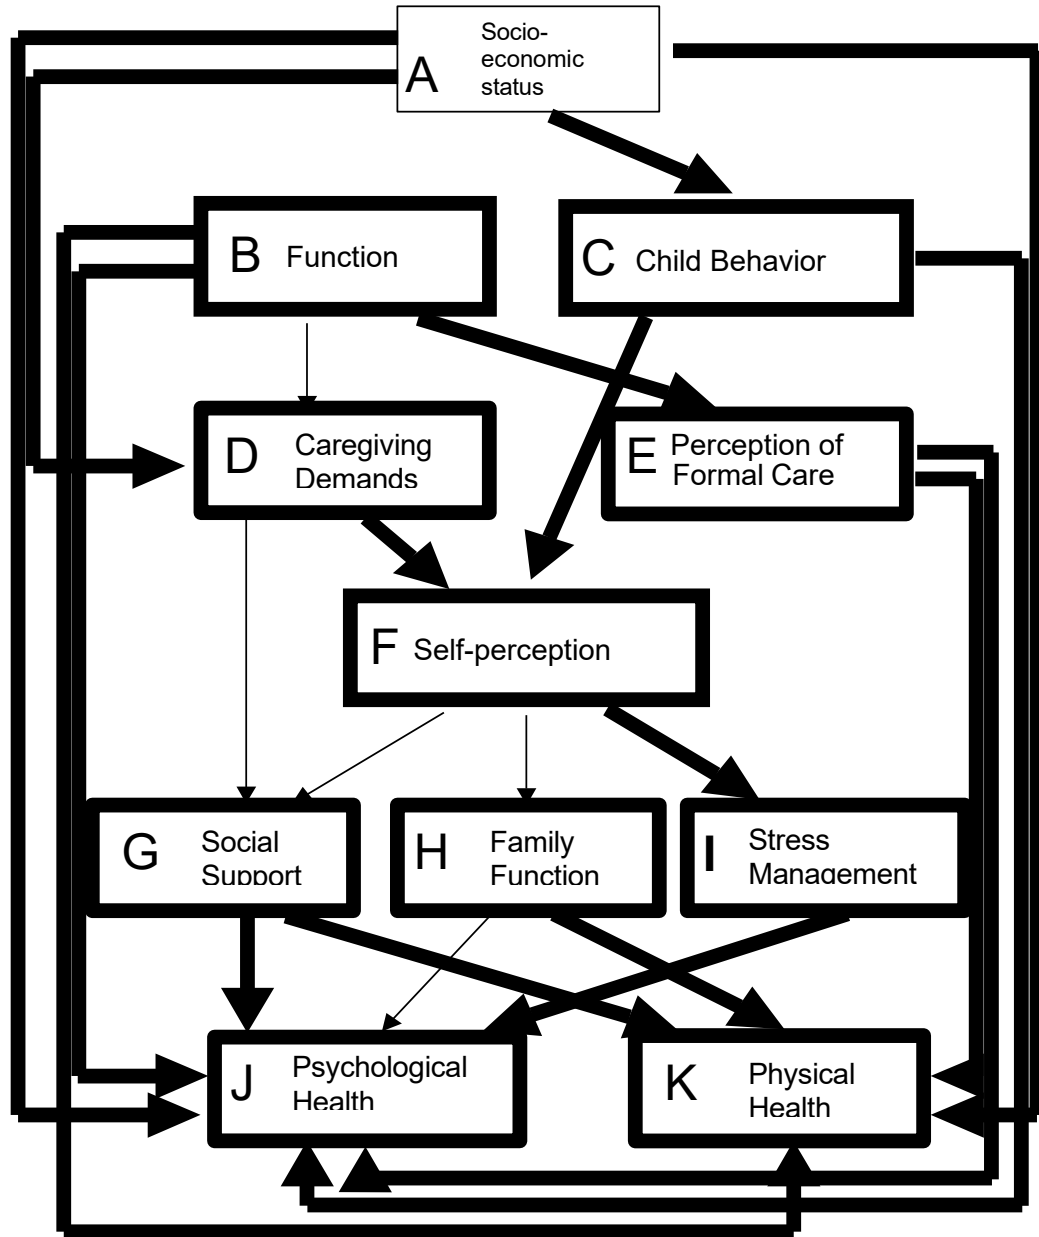 A
Socio-
economic
status
B Function
C Child Behavior
D
Caregiving
Demands
E
Perception of
Formal Care
F Self-perception
G
Social
Support
H
Family
Function
I
Stress
Management
J
Psychological
Health
K
Physical
Health